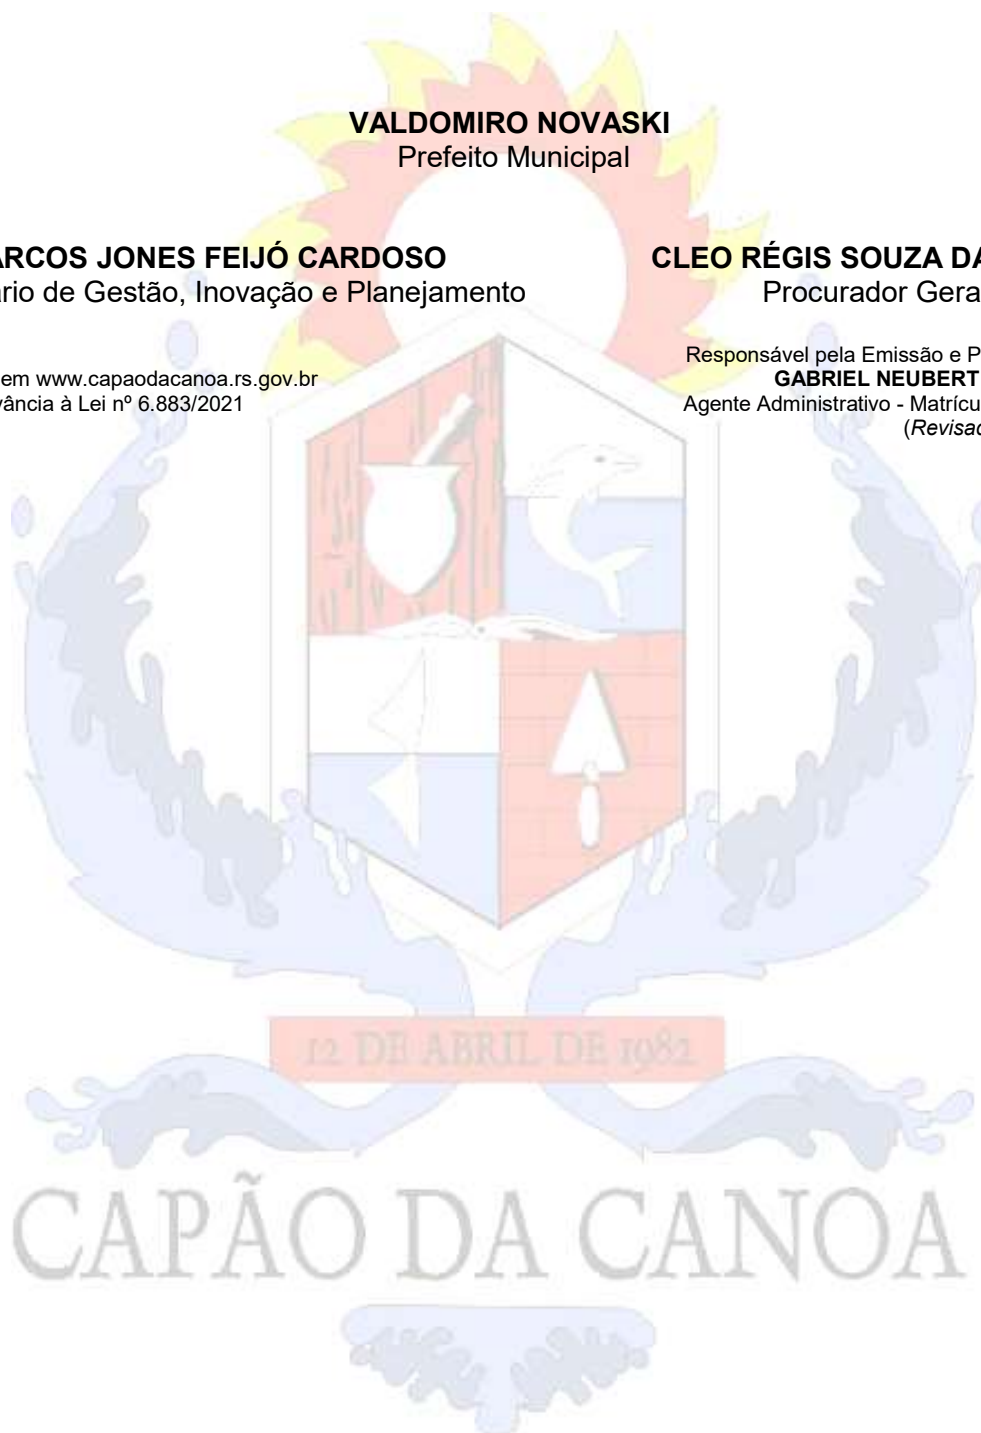 VALDOMIRO NOVASKI
Prefeito Municipal
ARCOS JONES FEIJÓ CARDOSO
ário de Gestão, Inovação e Planejamento
CLEO RÉGIS SOUZA DA
Procurador Gera
em www.capaodacanoa.rs.gov.br
vância à Lei nº 6.883/2021
Responsável pela Emissão e P
GABRIEL NEUBERT
Agente Administrativo - Matrícu
(Revisad
12 DE ABRIL DE 1982
CAPÃO DA CANOA